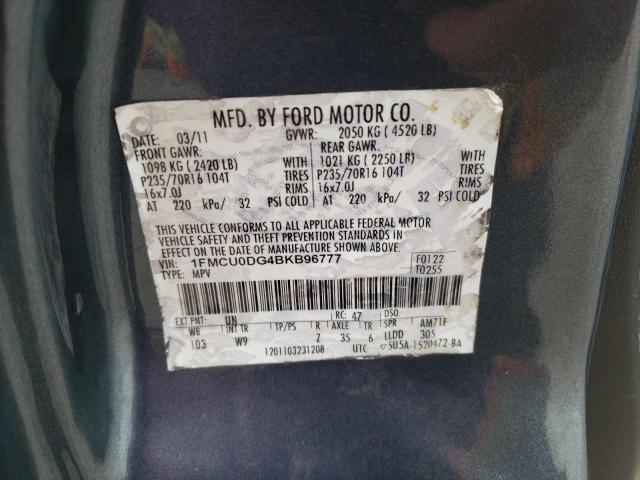 MFD. BY FORD MOTOR CO.
DATE: 03/11 GVWR: 2050 KG ( 4520 LB)
FRONT GAWR: REAR GAWR:
1098 KG ( 2420 LB) WITH 1021 KG ( 2250 LB) WITH
P235/70R16 104T TIRES P235/70R16 104T TIRES
16x7.0J RIMS 16x7.0J RIMS
AT 220 kPa/ 32 PSI COLD AT 220 kPa/ 32 PSI COLD
THIS VEHICLE CONFORMS TO ALL APPLICABLE FEDERAL MOTOR
VEHICLE SAFETY AND THEFT PREVENTION STANDARDS IN
EFFECT ON THE DATE OF MANUFACTURE SHOWN ABOVE.
VIN: 1FMCU0DG4BKB96777 F0122
TYPE: MPV T0255
EXT PNT: UN RC: 47 DSO:
WB INT TR TP/PS R AXLE TR SPR AM71F
103 W9 2 35 6 LLDD 305
1201103231208 UTC ▽5U5A-1520472-BA